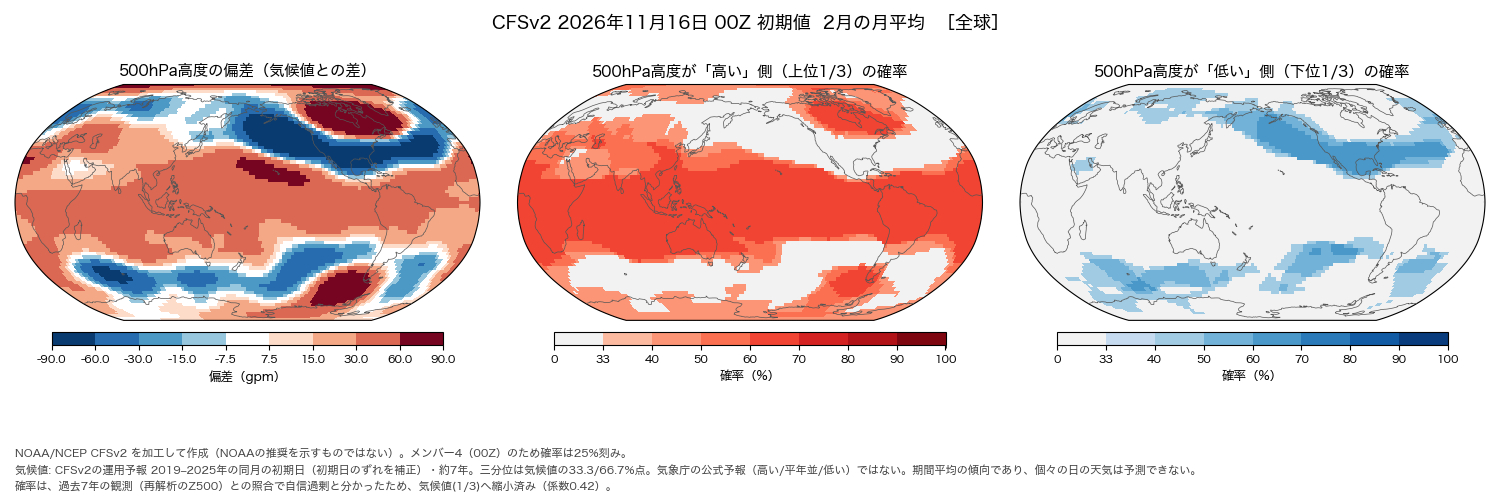 CFSv2 2026年11月16日 00Z 初期値 2月の月平均 ［全球］
500hPa高度の偏差（気候値との差）
500hPa高度が「高い」側（上位1/3）の確率
500hPa高度が「低い」側（下位1/3）の確率
-90.0 -60.0 -30.0 -15.0 -7.5 7.5 15.0 30.0 60.0 90.0
偏差（gpm）
0 33 40 50 60 70 80 90 100
確率（%）
0 33 40 50 60 70 80 90 100
確率（%）
NOAA/NCEP CFSv2 を加工して作成（NOAAの推奨を示すものではない）。メンバー4（00Z）のため確率は25%刻み。
気候値: CFSv2の運用予報 2019–2025年の同月の初期日（初期日のずれを補正）・約7年。三分位は気候値の33.3/66.7%点。気象庁の公式予報（高い/平年並/低い）ではない。期間平均の傾向であり、個々の日の天気は予測できない。
確率は、過去7年の観測（再解析のZ500）との照合で自信過剰と分かったため、気候値(1/3)へ縮小済み（係数0.42）。